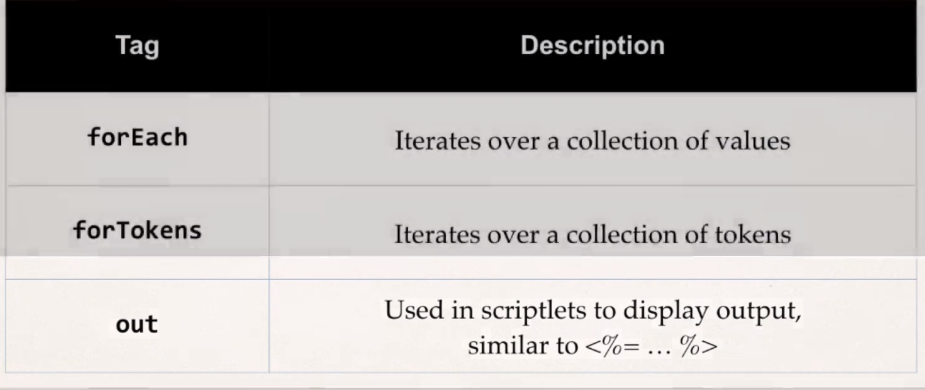 Tag Description
forEach Iterates over a collection of values
forTokens Iterates over a collection of tokens
out Used in scriptlets to display output,
similar to <%= … %>